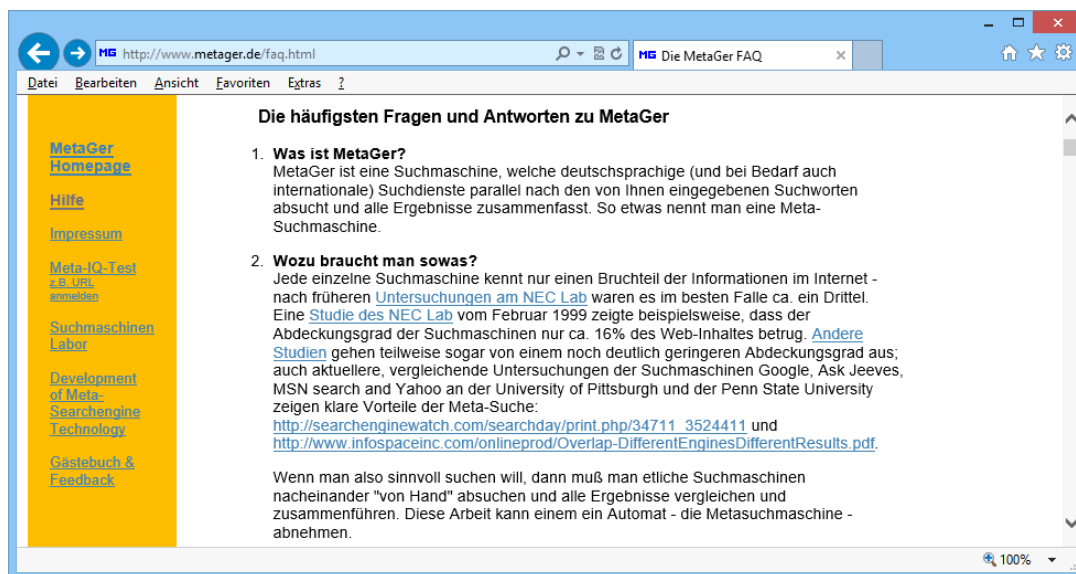 MG http://www.metager.de/faq.html
MG Die MetaGer FAQ
Datei Bearbeiten Ansicht Favoriten Extras ?
MetaGer
Homepage
Hilfe
Impressum
Meta-IQ-Test
z.B. URL
anmelden
Suchmaschinen
Labor
Development
of Meta-
Searchengine
Technology
Gästebuch &
Feedback
Die häufigsten Fragen und Antworten zu MetaGer
1. Was ist MetaGer?
MetaGer ist eine Suchmaschine, welche deutschsprachige (und bei Bedarf auch
internationale) Suchdienste parallel nach den von Ihnen eingegebenen Suchworten
absucht und alle Ergebnisse zusammenfasst. So etwas nennt man eine Meta-
Suchmaschine.
2. Wozu braucht man sowas?
Jede einzelne Suchmaschine kennt nur einen Bruchteil der Informationen im Internet -
nach früheren Untersuchungen am NEC Lab waren es im besten Falle ca. ein Drittel.
Eine Studie des NEC Lab vom Februar 1999 zeigte beispielsweise, dass der
Abdeckungsgrad der Suchmaschinen nur ca. 16% des Web-Inhaltes betrug. Andere
Studien gehen teilweise sogar von einem noch deutlich geringeren Abdeckungsgrad aus;
auch aktuellere, vergleichende Untersuchungen der Suchmaschinen Google, Ask Jeeves,
MSN search and Yahoo an der University of Pittsburgh und der Penn State University
zeigen klare Vorteile der Meta-Suche:
http://searchenginewatch.com/searchday/print.php/34711_3524411 und
http://www.infospaceinc.com/onlineprod/Overlap-DifferentEnginesDifferentResults.pdf.
Wenn man also sinnvoll suchen will, dann muß man etliche Suchmaschinen
nacheinander "von Hand" absuchen und alle Ergebnisse vergleichen und
zusammenführen. Diese Arbeit kann einem ein Automat - die Metasuchmaschine -
abnehmen.
100%